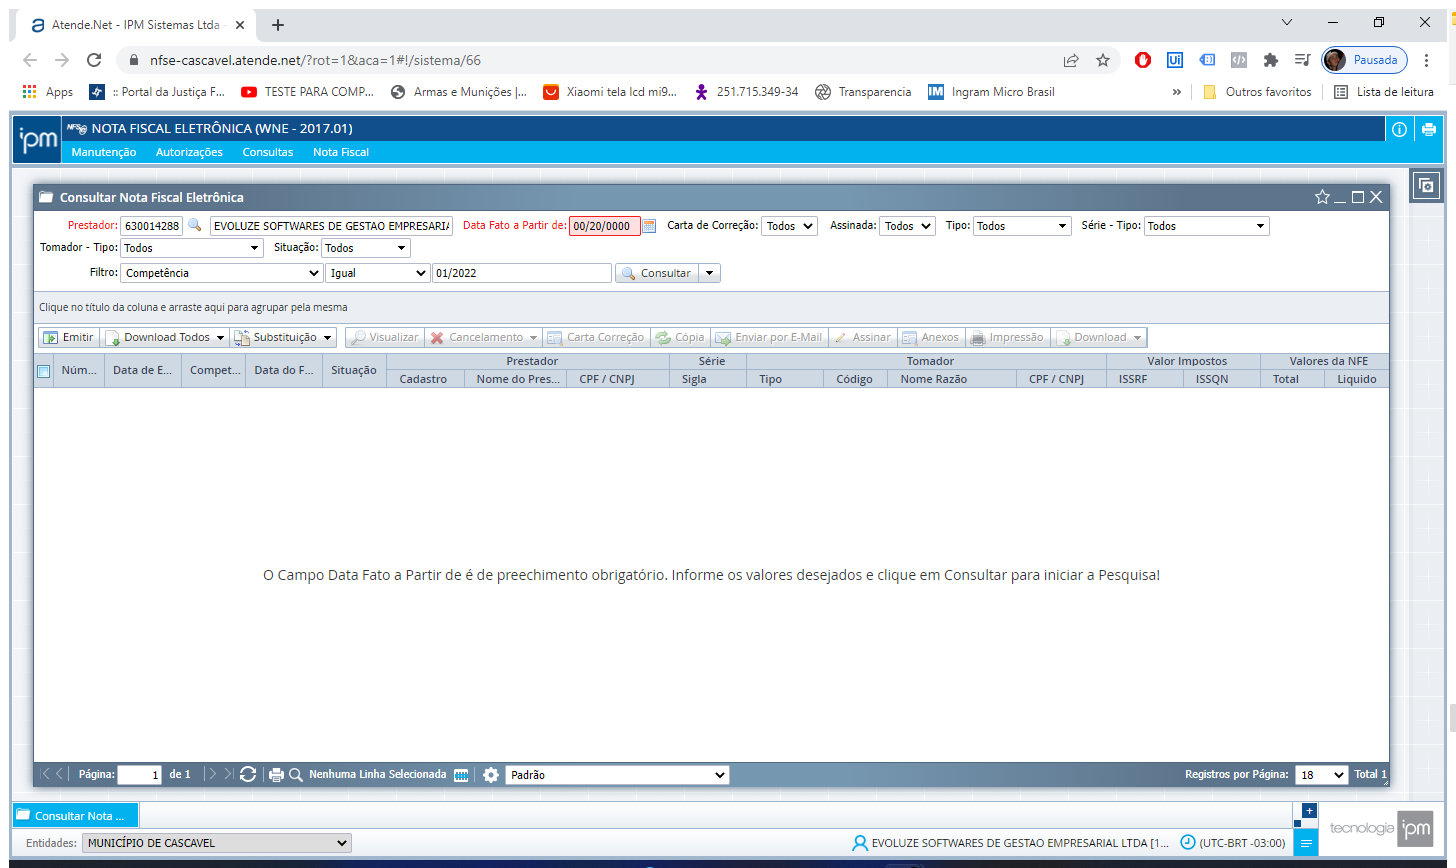 Atende.Net - IPM Sistemas Ltda -
nfse-cascavel.atende.net/?rot=1&aca=1#!/sistema/66
Pausada
Apps
:: Portal da Justiça F...
TESTE PARA COMP...
Armas e Munições |...
Xiaomi tela lcd mi9...
251.715.349-34
Transparencia
IM Ingram Micro Brasil
»
Outros favoritos
Lista de leitura
ipm NFS@ NOTA FISCAL ELETRÔNICA (WNE - 2017.01)
Manutenção Autorizações Consultas Nota Fiscal
Consultar Nota Fiscal Eletrônica
Prestador: 630014288 EVOLUZE SOFTWARES DE GESTAO EMPRESARIA Data Fato a Partir de: 00/20/0000 Carta de Correção: Todos Assinada: Todos Tipo: Todos Série - Tipo: Todos
Tomador - Tipo: Todos Situação: Todos
Filtro: Competência Igual 01/2022 Consultar
Clique no título da coluna e arraste aqui para agrupar pela mesma
Emitir Download Todos Substituição Visualizar Cancelamento Carta Correção Cópia Enviar por E-Mail Assinar Anexos Impressão Download
Prestador Série Tomador Valor Impostos Valores da NFE
Núm... Data de E... Compet... Data do F... Situação
Cadastro Nome do Pres... CPF / CNPJ Sigla Tipo Código Nome Razão CPF / CNPJ ISSRF ISSQN Total Liquido
O Campo Data Fato a Partir de é de preechimento obrigatório. Informe os valores desejados e clique em Consultar para iniciar a Pesquisa!
Página: 1 de 1 Nenhuma Linha Selecionada Padrão Registros por Página: 18 Total 1
Consultar Nota ...
Entidades: MUNICÍPIO DE CASCAVEL EVOLUZE SOFTWARES DE GESTAO EMPRESARIAL LTDA [1... (UTC-BRT -03:00)
tecnologia ipm